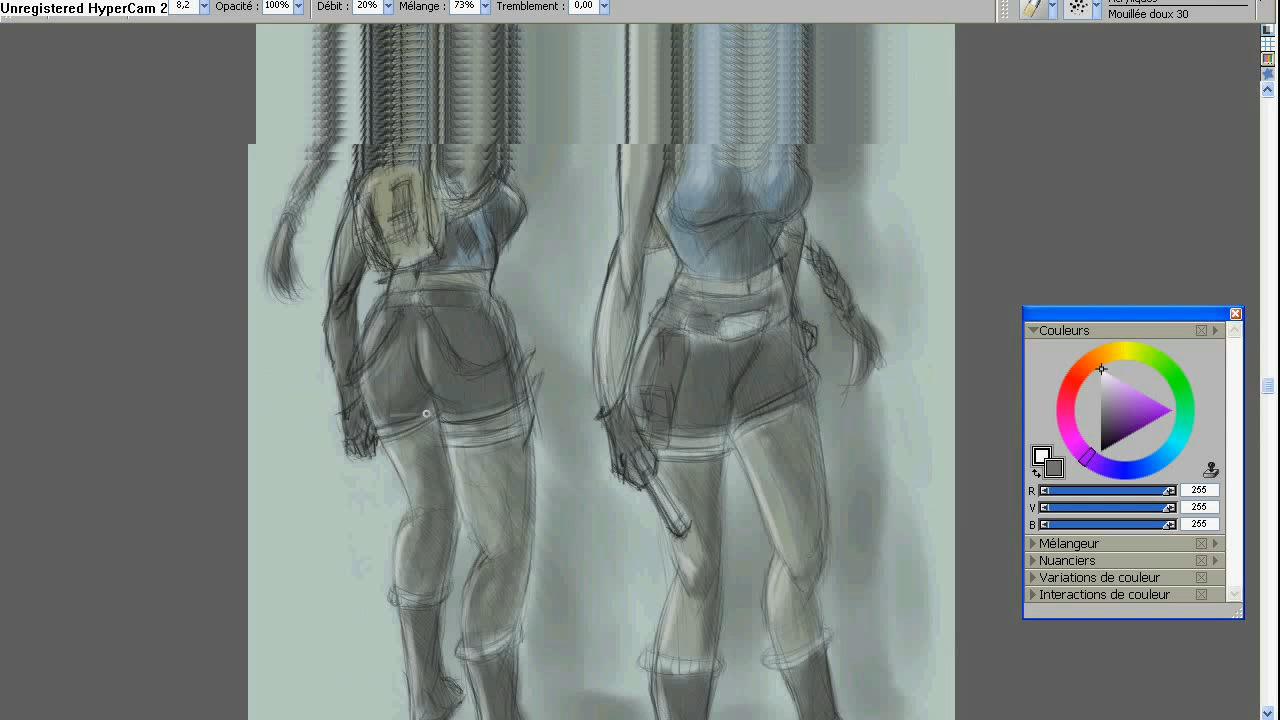 Unregistered HyperCam 2
8,2 Opacité : 100% Débit : 20% Mélange : 73% Tremblement : 0,00
Mouillée doux 30
Couleurs
R 255
V 255
B 255
Mélangeur
Nuanciers
Variations de couleur
Interactions de couleur